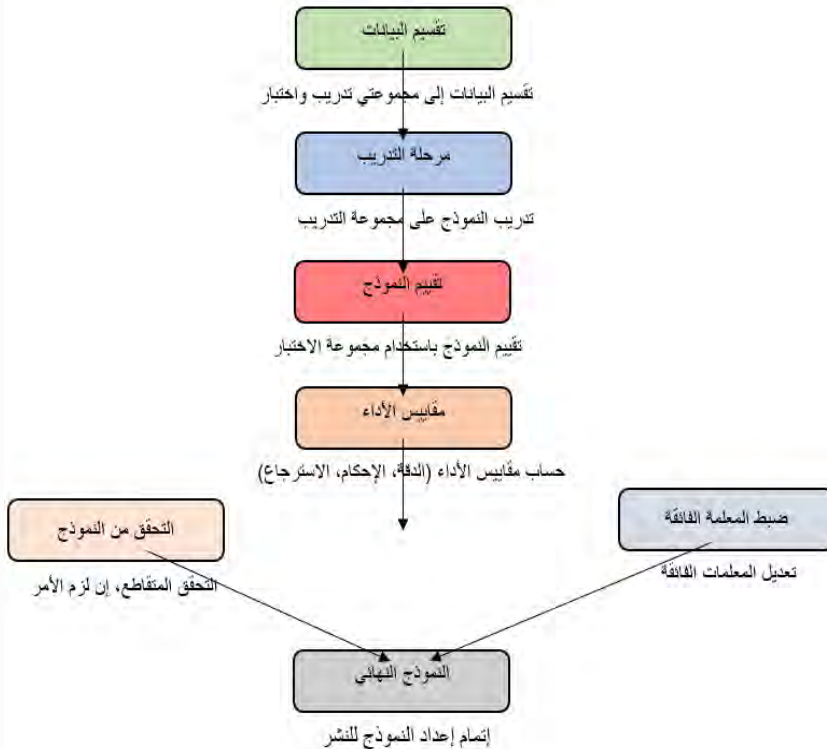 تقسيم البيانات
تقسيم البيانات إلى مجموعتي تدريب واختبار
مرحلة التدريب
تدريب النموذج على مجموعة التدريب
تقييم النموذج
تقييم النموذج باستخدام مجموعة الاختبار
مقاييس الأداء
حساب مقاييس الأداء (الدقة، الإحكام، الاسترجاع)
ضبط المعلمة الفائقة
تعديل المعلمات الفائقة
التحقق من النموذج
التحقق المتقاطع، إن لزم الأمر
النموذج النهائي
إتمام إعداد النموذج للنشر